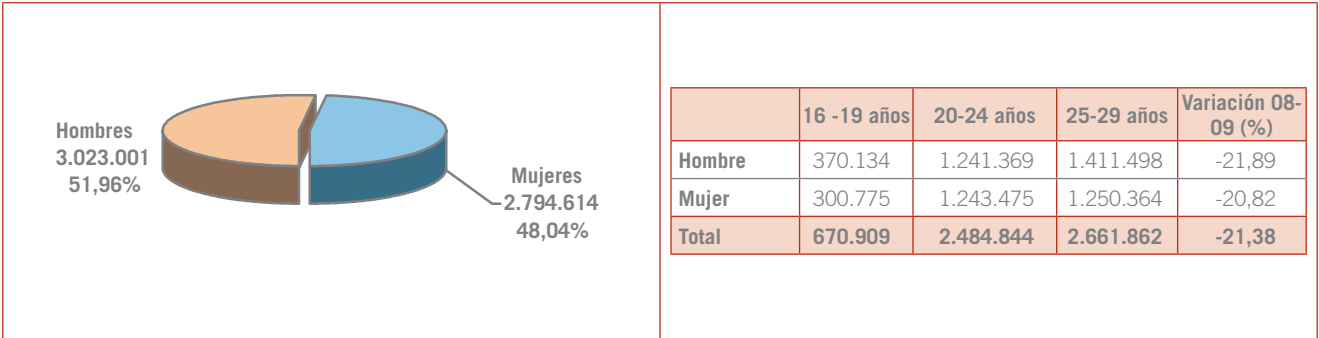 Hombres
3.023.001
51,96%
Mujeres
2.794.614
48,04%
16 -19 años 20-24 años 25-29 años Variación 08-
09 (%)
Hombre 370.134 1.241.369 1.411.498 -21,89
Mujer 300.775 1.243.475 1.250.364 -20,82
Total 670.909 2.484.844 2.661.862 -21,38